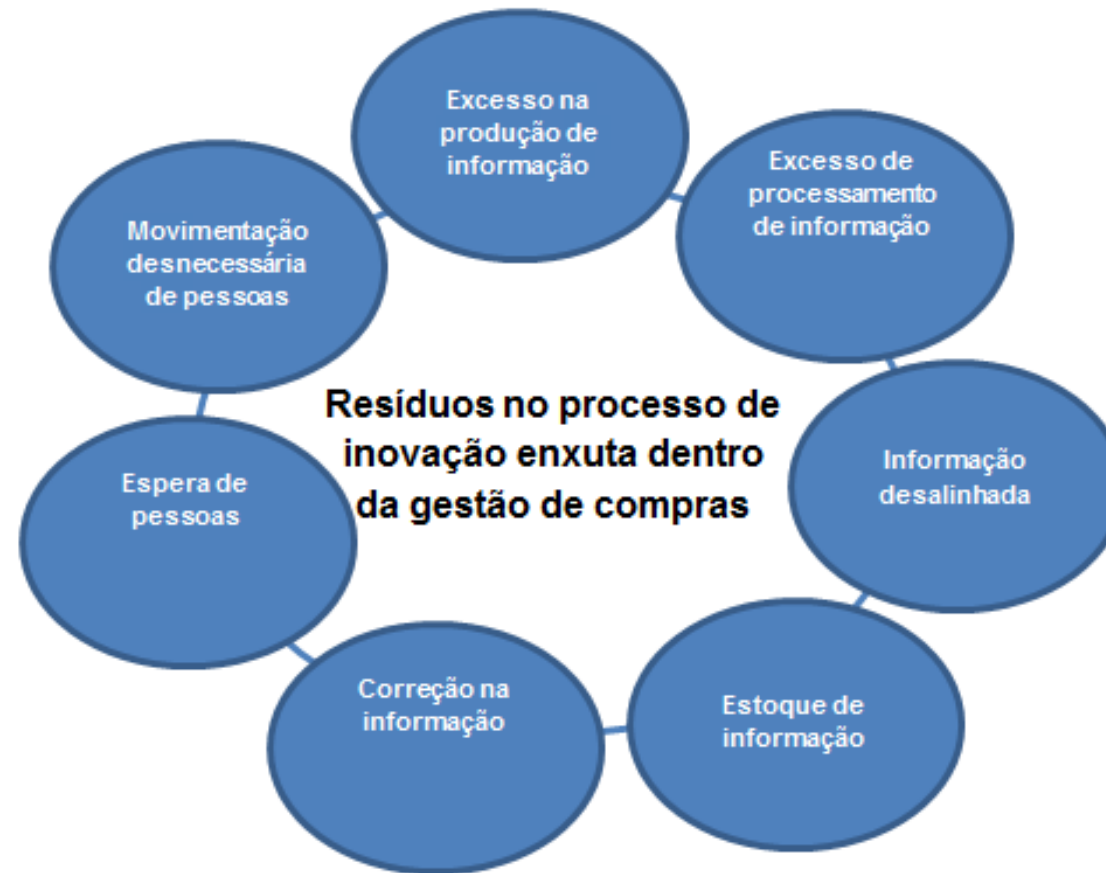 Excesso na
produção de
informação
Excesso de
processamento
de informação
Movimentação
desnecessária
de pessoas
Resíduos no processo de
inovação enxuta dentro
da gestão de compras
Informação
desalinhada
Espera de
pessoas
Correção na
informação
Estoque de
informação